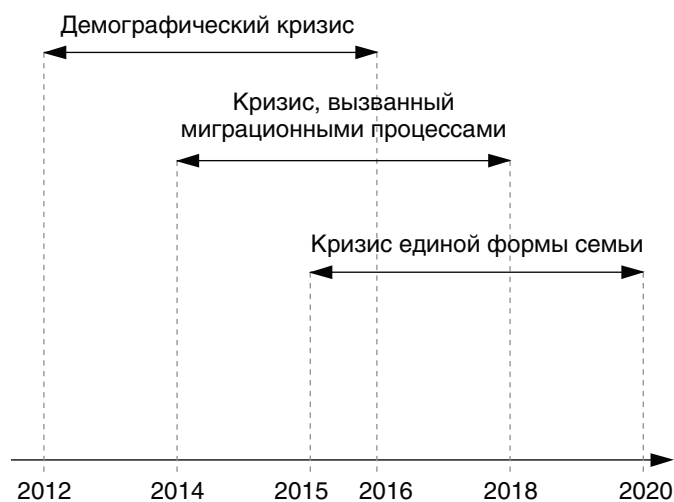 Демографический кризис
Кризис, вызванный
миграционными процессами
Кризис единой формы семьи
2012 2014 2015 2016 2018 2020